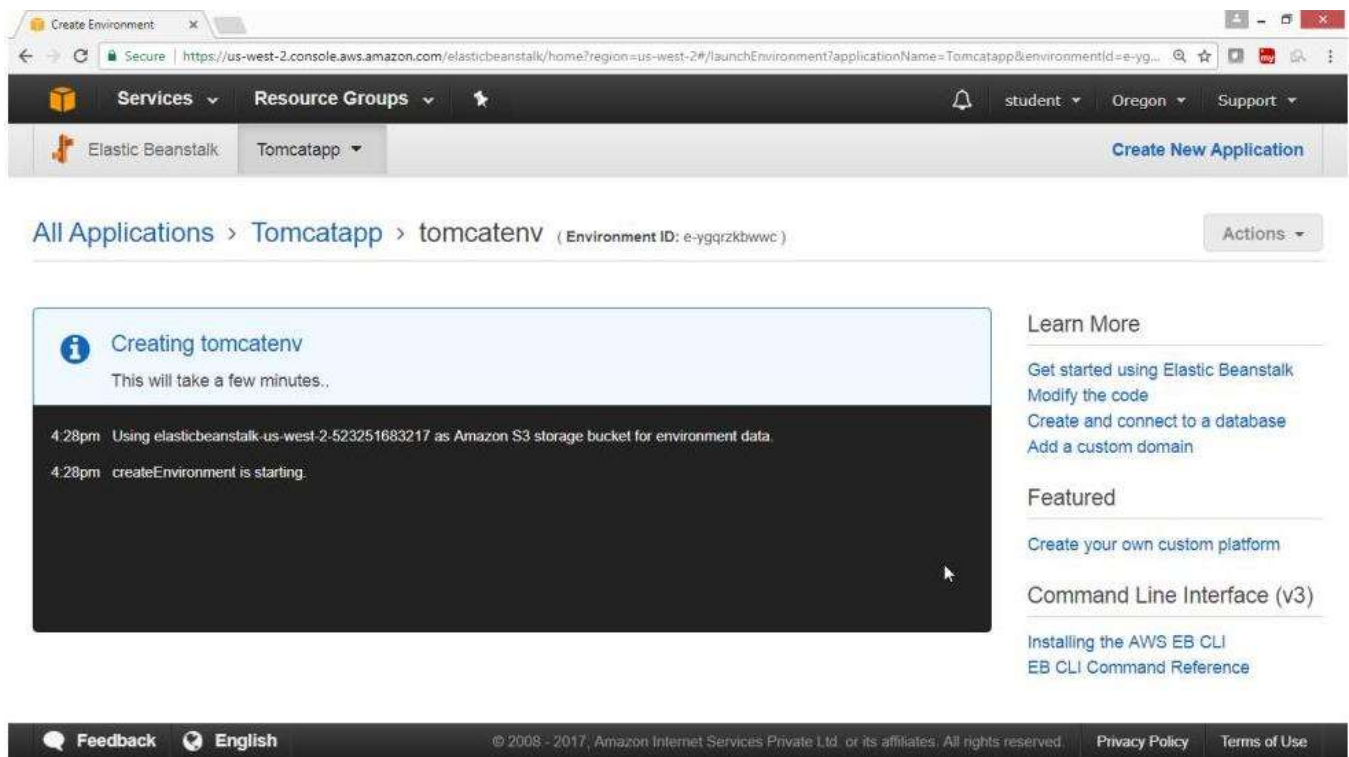 Create Environment
Secure | https://us-west-2.console.aws.amazon.com/elasticbeanstalk/home?region=us-west-2#/launchEnvironment?applicationName=Tomcatapp&environmentId=e-yg...
Services Resource Groups student Oregon Support
Elastic Beanstalk Tomcatapp Create New Application
All Applications > Tomcatapp > tomcatenv ( Environment ID: e-ygqrzkbwwc ) Actions
Creating tomcatenv
This will take a few minutes..
4:28pm Using elasticbeanstalk-us-west-2-523251683217 as Amazon S3 storage bucket for environment data.
4:28pm createEnvironment is starting.
Learn More
Get started using Elastic Beanstalk
Modify the code
Create and connect to a database
Add a custom domain
Featured
Create your own custom platform
Command Line Interface (v3)
Installing the AWS EB CLI
EB CLI Command Reference
Feedback English © 2008 - 2017, Amazon Internet Services Private Ltd. or its affiliates. All rights reserved. Privacy Policy Terms of Use